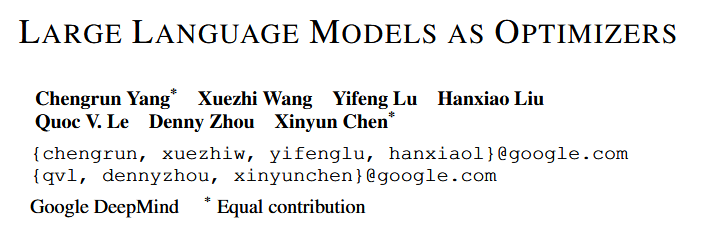 LARGE LANGUAGE MODELS AS OPTIMIZERS
Chengrun Yang* Xuezhi Wang Yifeng Lu Hanxiao Liu
Quoc V. Le Denny Zhou Xinyun Chen*
{chengrun, xuezhiw, yifenglu, hanxiaol}@google.com
{qvl, dennyzhou, xinyunchen}@google.com
Google DeepMind * Equal contribution